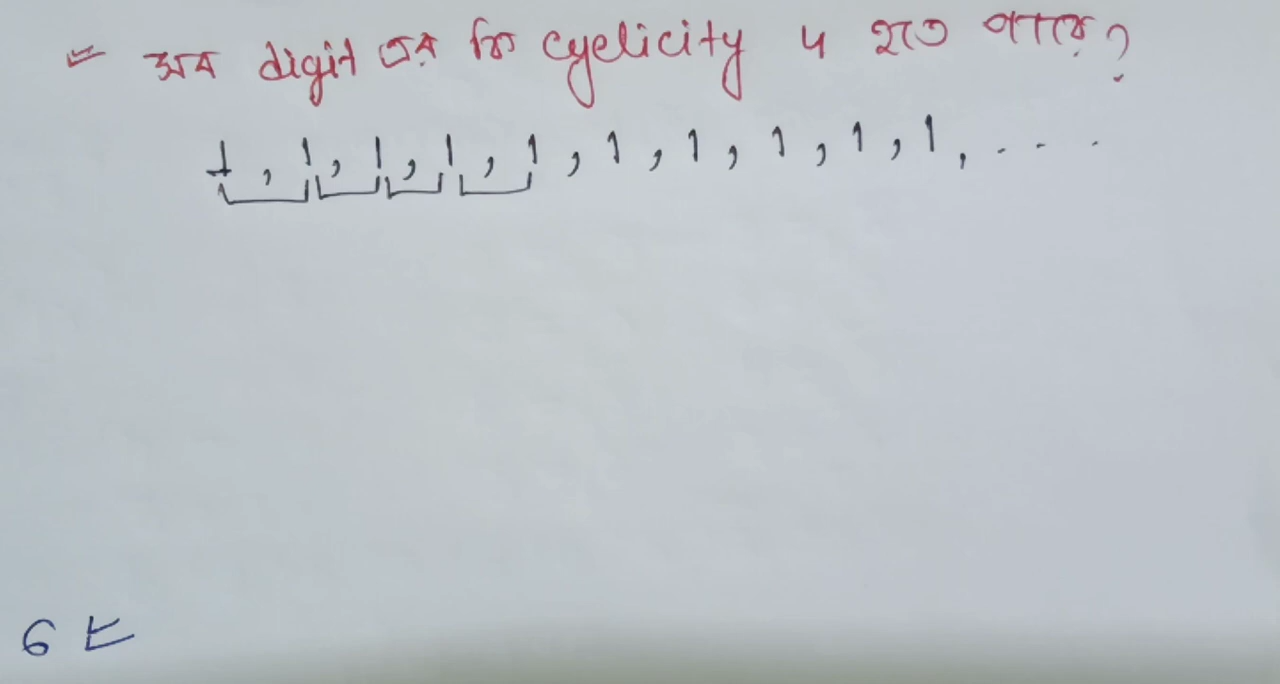 সব digit এর কি cyclicity 4 হতে পারে?
1, 1, 1, 1, 1, 1, 1, 1, 1, 1, . . .
6